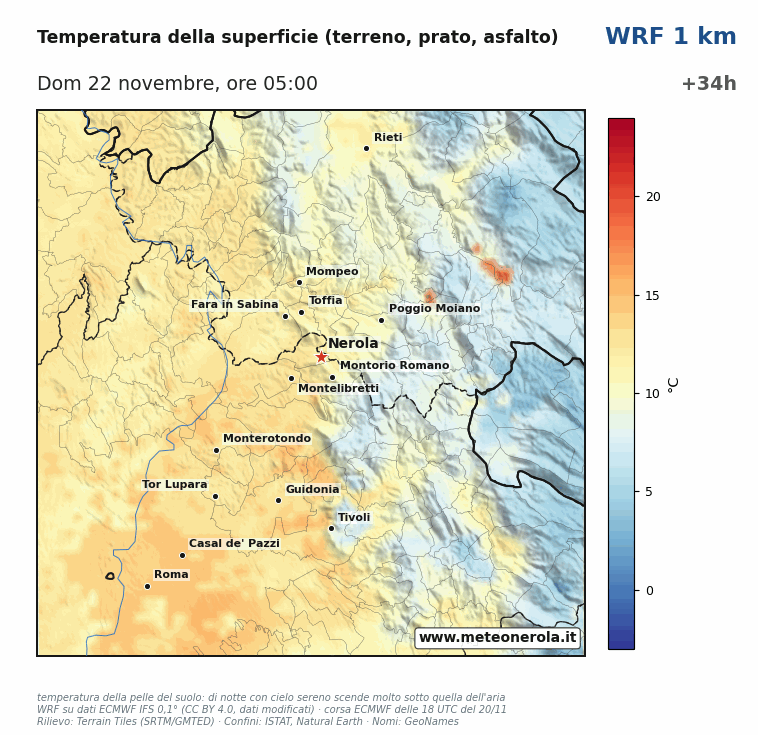 Temperatura della superficie (terreno, prato, asfalto)
WRF 1 km
Dom 22 novembre, ore 05:00
+34h
Rieti
Mompeo
Toffia
Fara in Sabina
Poggio Moiano
Nerola
Montorio Romano
Montelibretti
Monterotondo
Tor Lupara
Guidonia
Tivoli
Casal de' Pazzi
Roma
www.meteonerola.it
20
15
10
5
0
°C
temperatura della pelle del suolo: di notte con cielo sereno scende molto sotto quella dell'aria
WRF su dati ECMWF IFS 0,1° (CC BY 4.0, dati modificati) · corsa ECMWF delle 18 UTC del 20/11
Rilievo: Terrain Tiles (SRTM/GMTED) · Confini: ISTAT, Natural Earth · Nomi: GeoNames